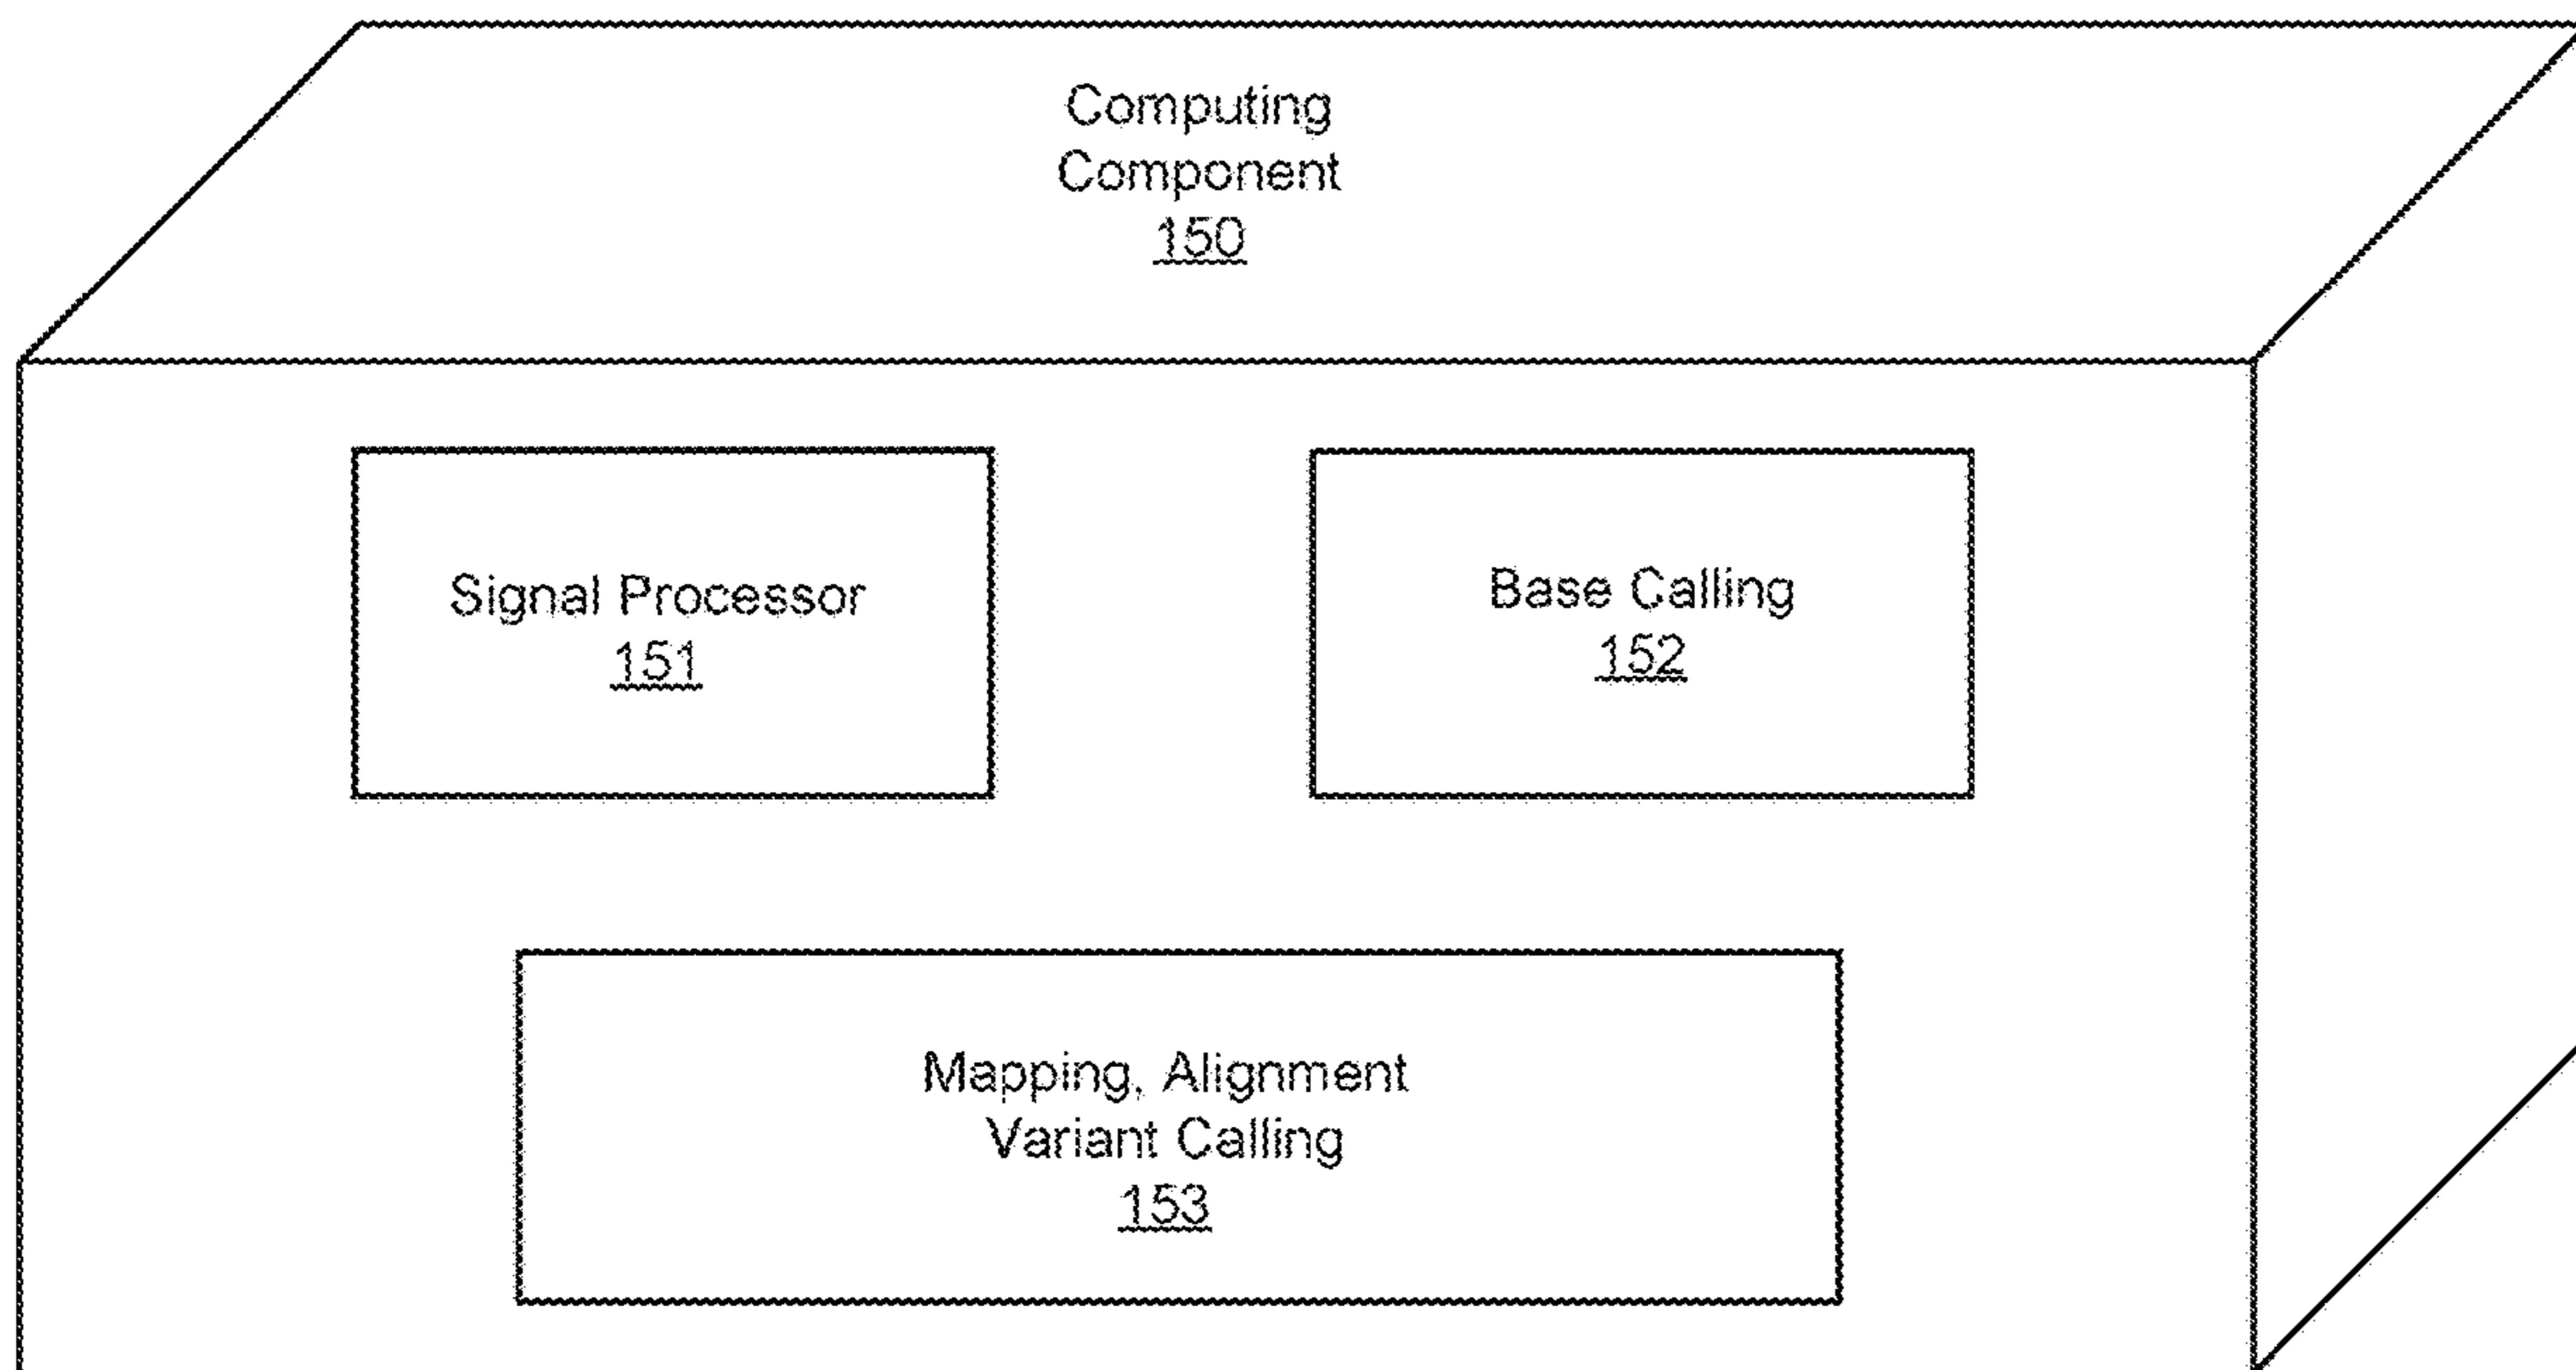 Computing
Component
150
Signal Processor
151
Base Calling
152
Mapping, Alignment
Variant Calling
153